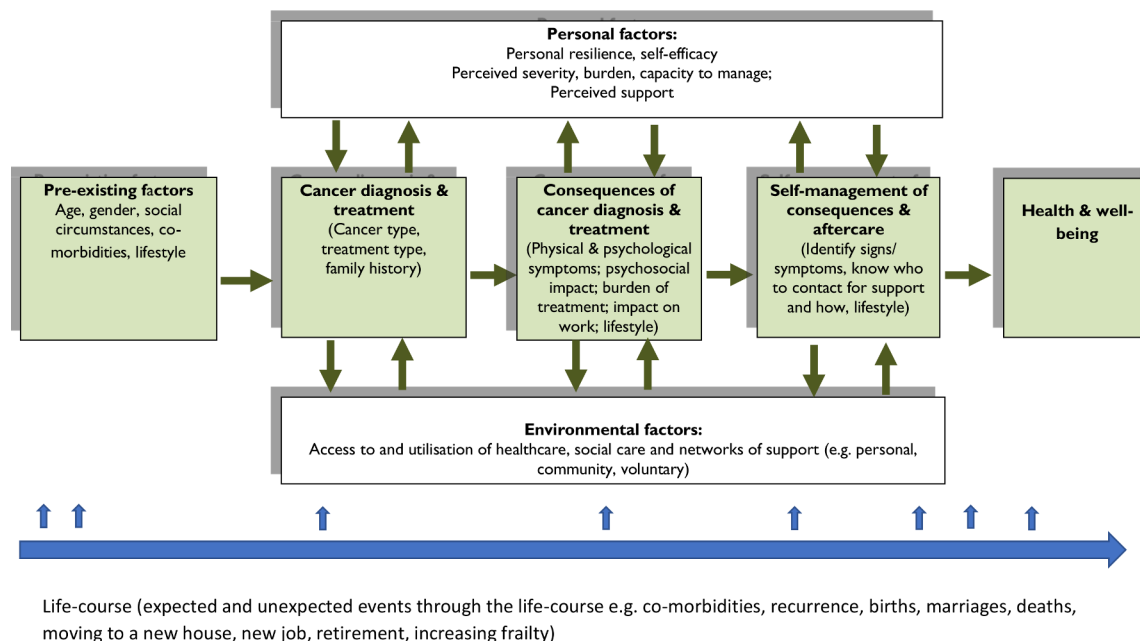 Personal factors:
Personal resilience, self-efficacy
Perceived severity, burden, capacity to manage;
Perceived support
Pre-existing factors
Age, gender, social
circumstances, co-
morbidities, lifestyle
Cancer diagnosis &
treatment
(Cancer type,
treatment type,
family history)
Consequences of
cancer diagnosis &
treatment
(Physical & psychological
symptoms; psychosocial
impact; burden of
treatment; impact on
work; lifestyle)
Self-management of
consequences &
aftercare
(Identify signs/
symptoms, know who
to contact for support
and how, lifestyle)
Health & well-
being
Environmental factors:
Access to and utilisation of healthcare, social care and networks of support (e.g. personal,
community, voluntary)
Life-course (expected and unexpected events through the life-course e.g. co-morbidities, recurrence, births, marriages, deaths,
moving to a new house, new job, retirement, increasing frailty)